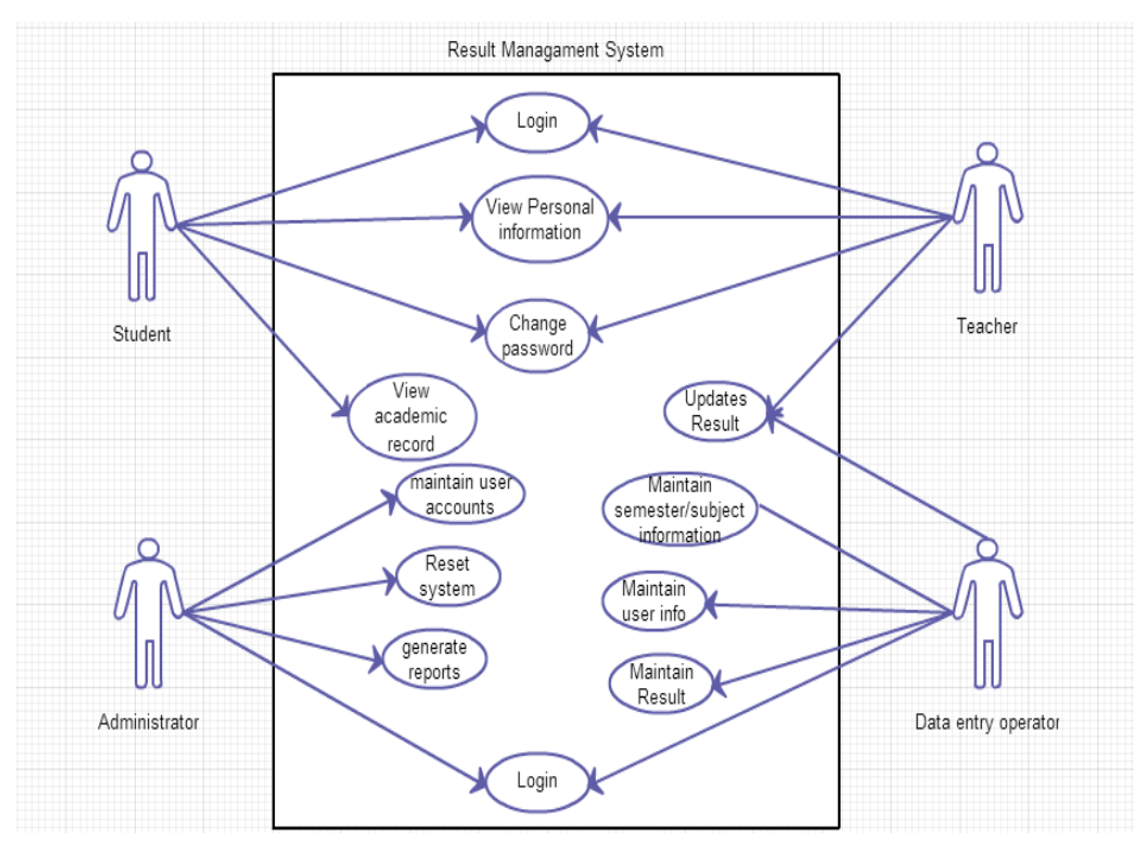 Result Managament System
Login
View Personal
information
Student
Teacher
Change
password
View
academic
record
Updates
Result
maintain user
accounts
Maintain
semester/subject
information
Reset
system
Maintain
user info
generate
reports
Maintain
Result
Administrator
Data entry operator
Login